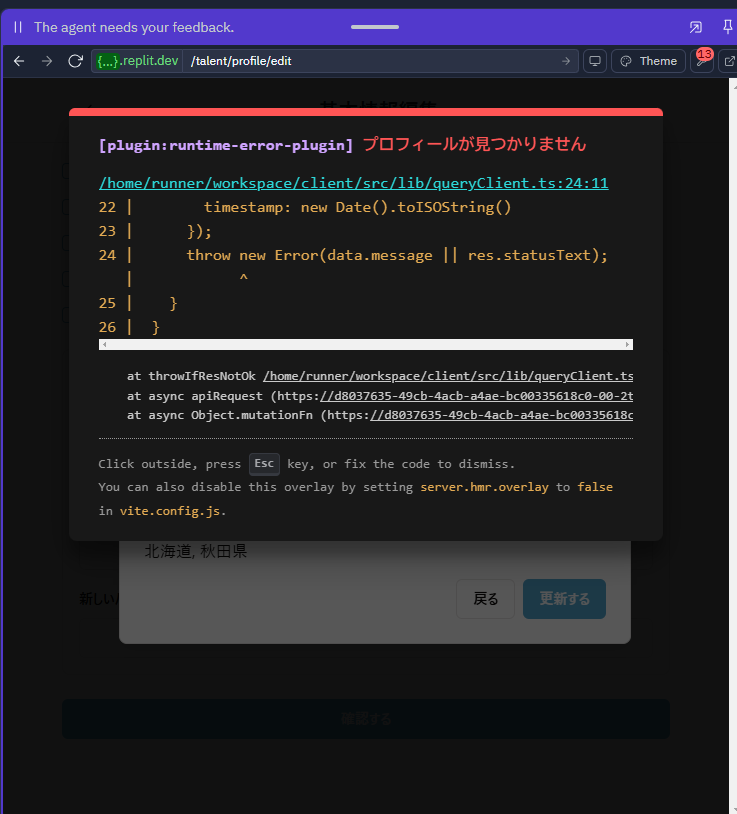 The agent needs your feedback.
{...}.replit.dev /talent/profile/edit Theme 13
[plugin:runtime-error-plugin] プロフィールが見つかりません
/home/runner/workspace/client/src/lib/queryClient.ts:24:11
22 | timestamp: new Date().toISOString()
23 | });
24 | throw new Error(data.message || res.statusText);
| ^
25 | }
26 | }
at throwIfResNotOk /home/runner/workspace/client/src/lib/queryClient.ts
at async apiRequest (https://d8037635-49cb-4acb-a4ae-bc00335618c0-00-2t
at async Object.mutationFn (https://d8037635-49cb-4acb-a4ae-bc00335618c
Click outside, press Esc key, or fix the code to dismiss.
You can also disable this overlay by setting server.hmr.overlay to false
in vite.config.js.
北海道, 秋田県
新しい
戻る 更新する
確認する